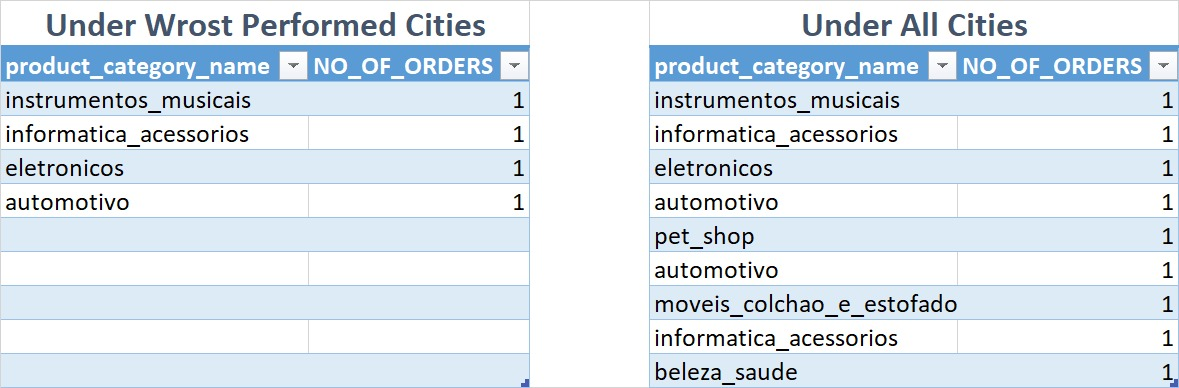 Under Wrost Performed Cities
product_category_name NO_OF_ORDERS
instrumentos_musicais 1
informatica_acessorios 1
eletronicos 1
automotivo 1
Under All Cities
product_category_name NO_OF_ORDERS
instrumentos_musicais 1
informatica_acessorios 1
eletronicos 1
automotivo 1
pet_shop 1
automotivo 1
moveis_colchao_e_estofado 1
informatica_acessorios 1
beleza_saude 1